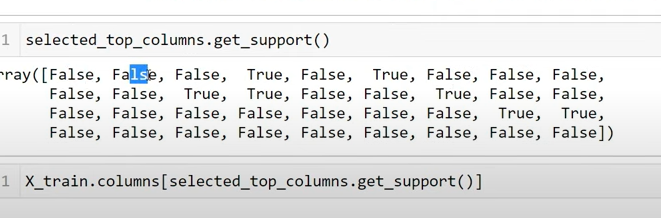 1 selected_top_columns.get_support()
rray([False, False, False,  True, False,  True, False, False, False,
False, False,  True,  True, False, False,  True, False, False,
False, False, False, False, False, False, False,  True,  True,
False, False, False, False, False, False, False, False, False])
1 X_train.columns[selected_top_columns.get_support()]